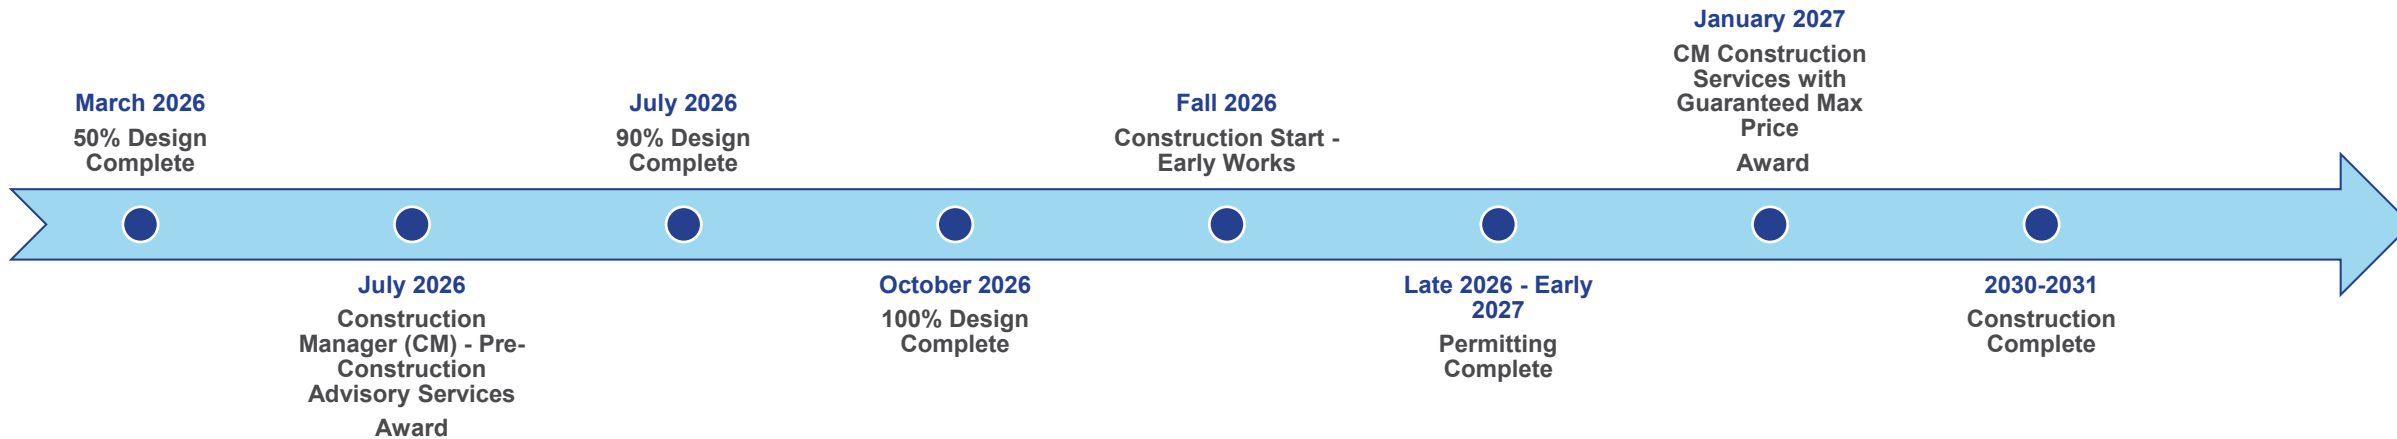 March 2026
50% Design
Complete
July 2026
Construction
Manager (CM) - Pre-
Construction
Advisory Services
Award
July 2026
90% Design
Complete
October 2026
100% Design
Complete
Fall 2026
Construction Start -
Early Works
Late 2026 - Early
2027
Permitting
Complete
January 2027
CM Construction
Services with
Guaranteed Max
Price
Award
2030-2031
Construction
Complete